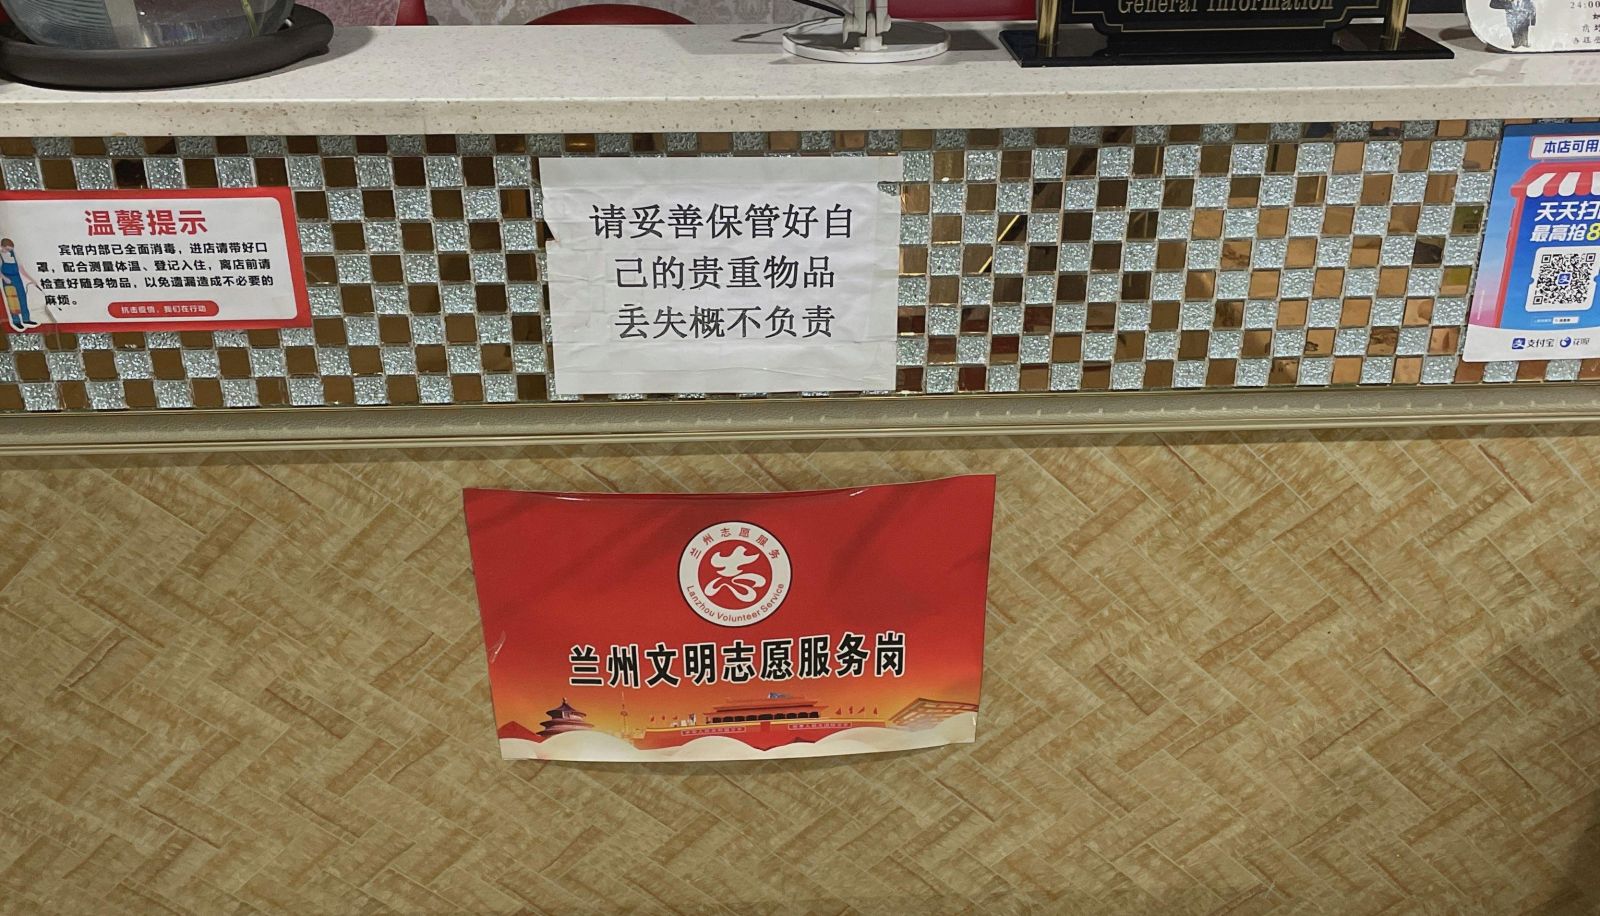 General Information
24:00
温馨提示
宾馆内部已全面消毒，进店请带好口
罩，配合测量体温、登记入住，离店前请
检查好随身物品，以免遗漏造成不必要的
麻烦。
抗击疫情，我们在行动
请妥善保管好自
己的贵重物品
丢失概不负责
本店可用
天天扫
最高抢8
支付宝 花呗
兰州志愿服务
志
Lanzhou Volunteer Service
兰州文明志愿服务岗